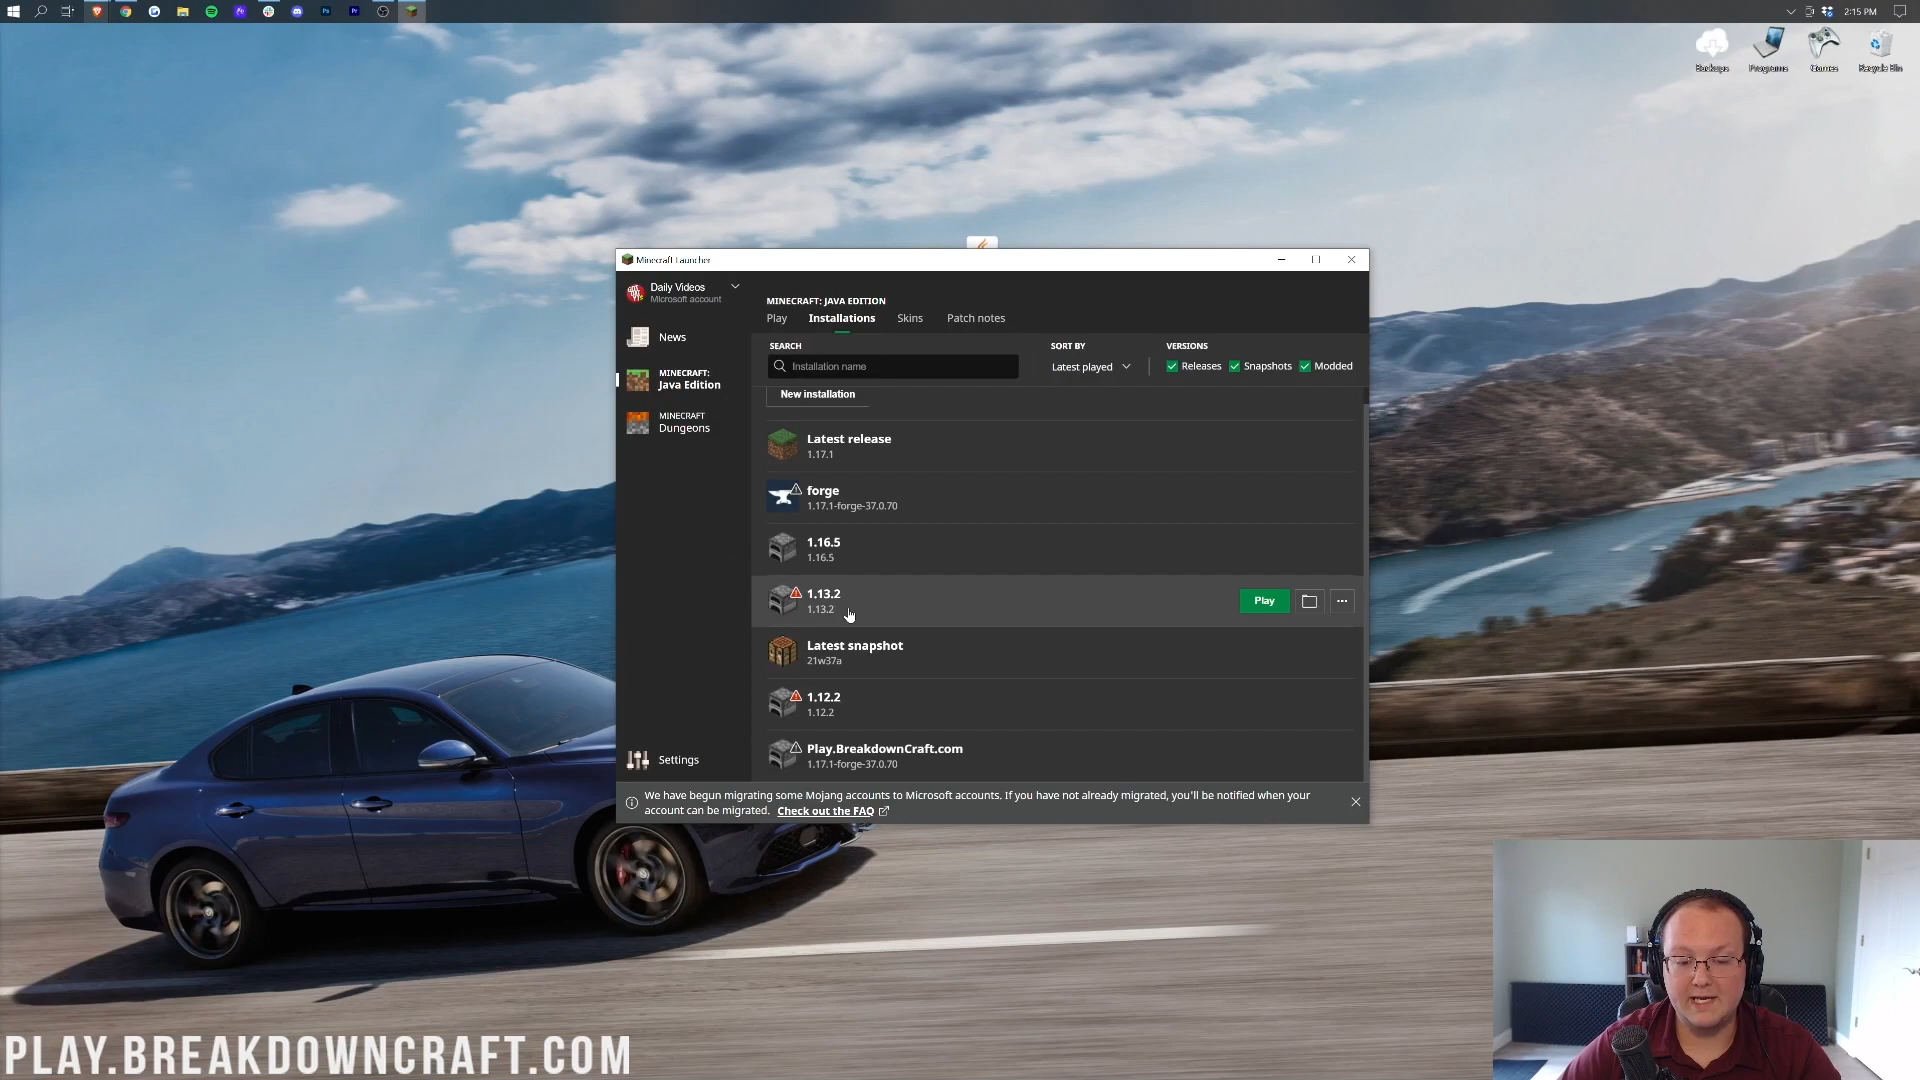 2:15 PM
Backups
Programs
Games
Recycle Bin
Minecraft Launcher
Daily Videos
Microsoft account
News
MINECRAFT:
Java Edition
MINECRAFT
Dungeons
Settings
MINECRAFT: JAVA EDITION
Play
Installations
Skins
Patch notes
SEARCH
SORT BY
VERSIONS
Installation name
Latest played
Releases
Snapshots
Modded
New installation
Latest release
1.17.1
forge
1.17.1-forge-37.0.70
1.16.5
1.16.5
1.13.2
1.13.2
Play
Latest snapshot
21w37a
1.12.2
1.12.2
Play.BreakdownCraft.com
1.17.1-forge-37.0.70
We have begun migrating some Mojang accounts to Microsoft accounts. If you have not already migrated, you'll be notified when your
account can be migrated. Check out the FAQ
PLAY.BREAKDOWNCRAFT.COM